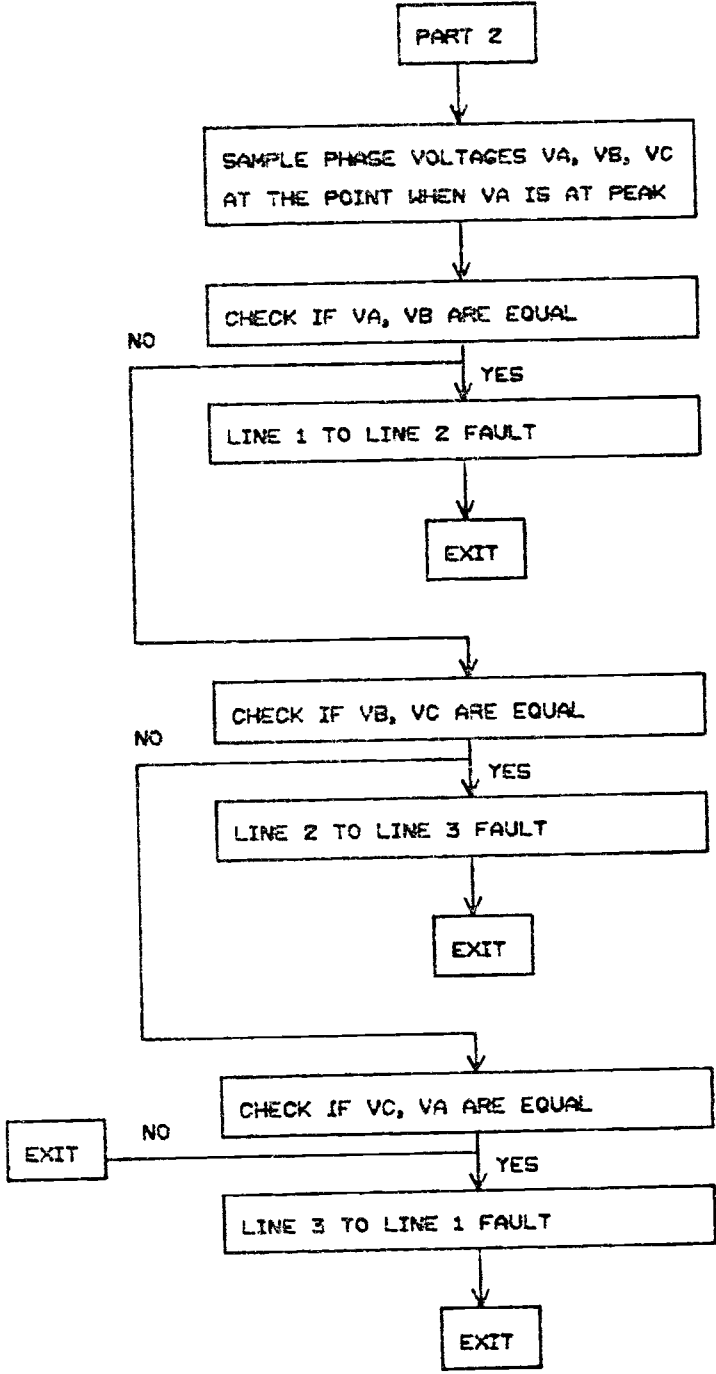 PART 2
SAMPLE PHASE VOLTAGES VA, VB, VC
AT THE POINT WHEN VA IS AT PEAK
CHECK IF VA, VB ARE EQUAL
NO
YES
LINE 1 TO LINE 2 FAULT
EXIT
CHECK IF VB, VC ARE EQUAL
NO
YES
LINE 2 TO LINE 3 FAULT
EXIT
CHECK IF VC, VA ARE EQUAL
EXIT
NO
YES
LINE 3 TO LINE 1 FAULT
EXIT